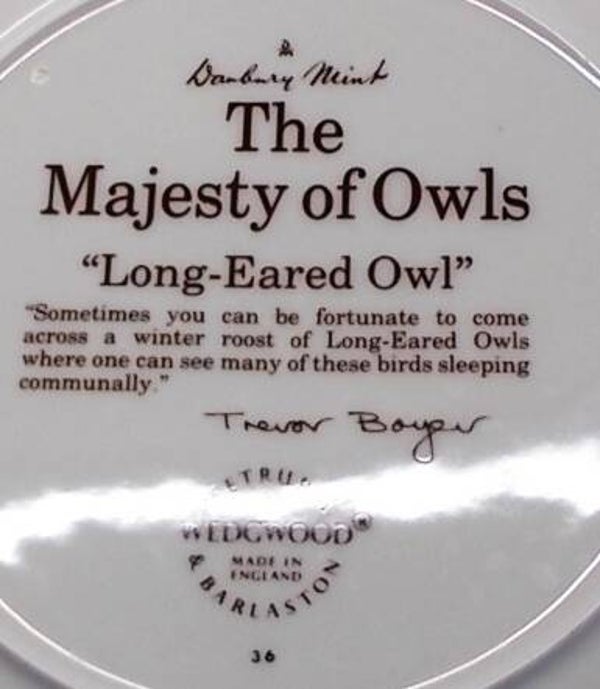 Danbury Mint
The
Majesty of Owls
“Long-Eared Owl”
"Sometimes you can be fortunate to come
across a winter roost of Long-Eared Owls
where one can see many of these birds sleeping
communally."
Trevor Boyer
WEDGWOOD®
MADE IN
ENGLAND
& BARLASTON
36